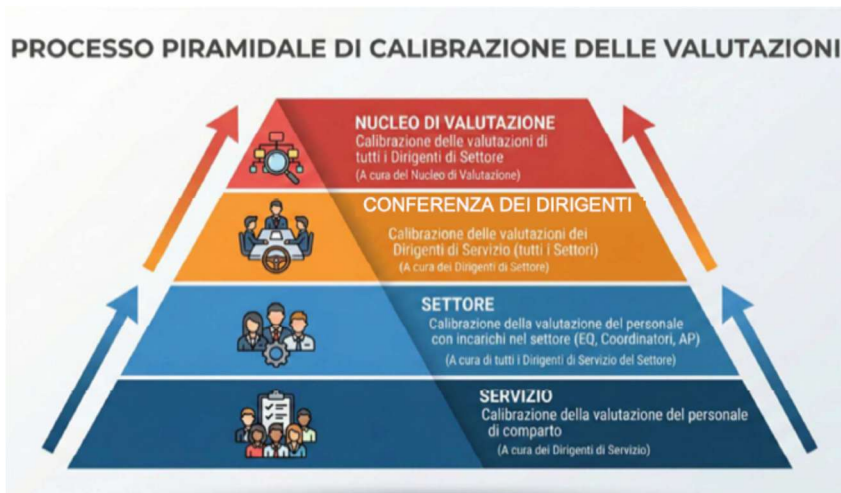 PROCESSO PIRAMIDALE DI CALIBRAZIONE DELLE VALUTAZIONI
NUCLEO DI VALUTAZIONE
Calibrazione delle valutazioni di
tutti i Dirigenti di Settore
(A cura del Nucleo di Valutazione)
CONFERENZA DEI DIRIGENTI
Calibrazione delle valutazioni dei
Dirigenti di Servizio (tutti i Settori)
(A cura dei Dirigenti di Settore)
SETTORE
Calibrazione della valutazione del personale
con incarichi nel settore (EQ, Coordinatori, AP)
(A cura di tutti i Dirigenti di Servizio del Settore)
SERVIZIO
Calibrazione della valutazione del personale
di comparto
(A cura dei Dirigenti di Servizio)